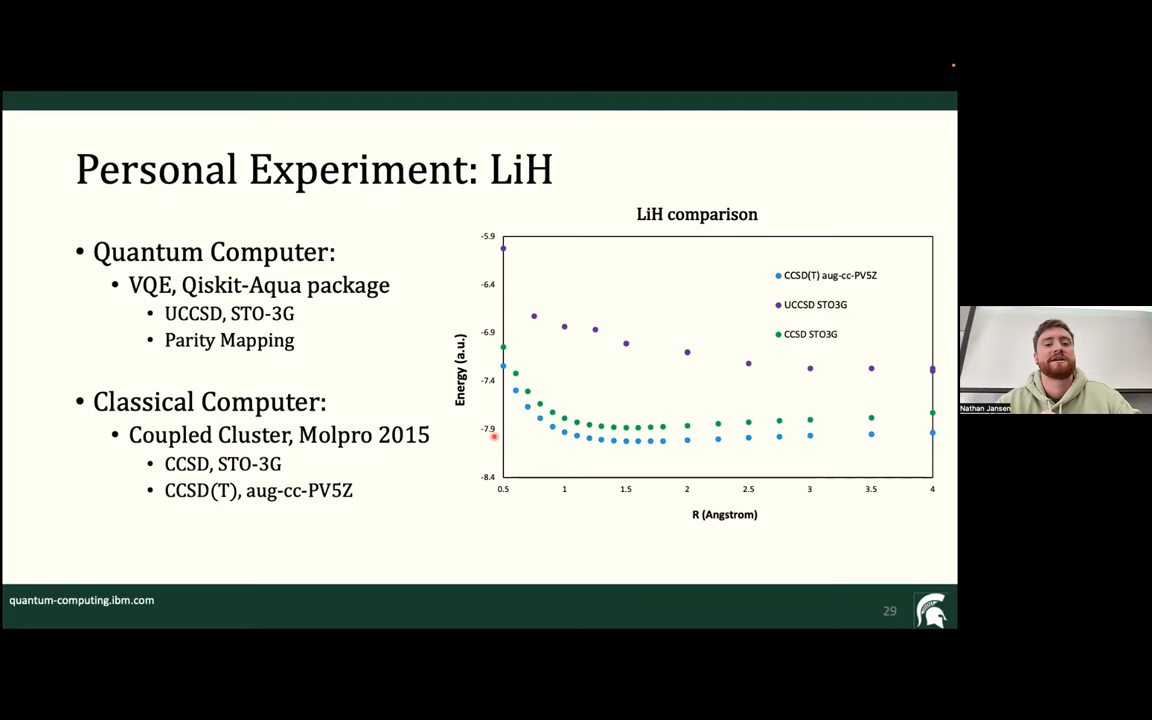 Personal Experiment: LiH
• Quantum Computer:
• VQE, Qiskit-Aqua package
• UCCSD, STO-3G
• Parity Mapping
• Classical Computer:
• Coupled Cluster, Molpro 2015
• CCSD, STO-3G
• CCSD(T), aug-cc-PV5Z
LiH comparison
-5.9
-6.4
-6.9
-7.4
-7.9
-8.4
Energy (a.u.)
CCSD(T) aug-cc-PV5Z
UCCSD STO3G
CCSD STO3G
0.5 1 1.5 2 2.5 3 3.5 4
R (Angstrom)
Nathan Jansen
quantum-computing.ibm.com
29